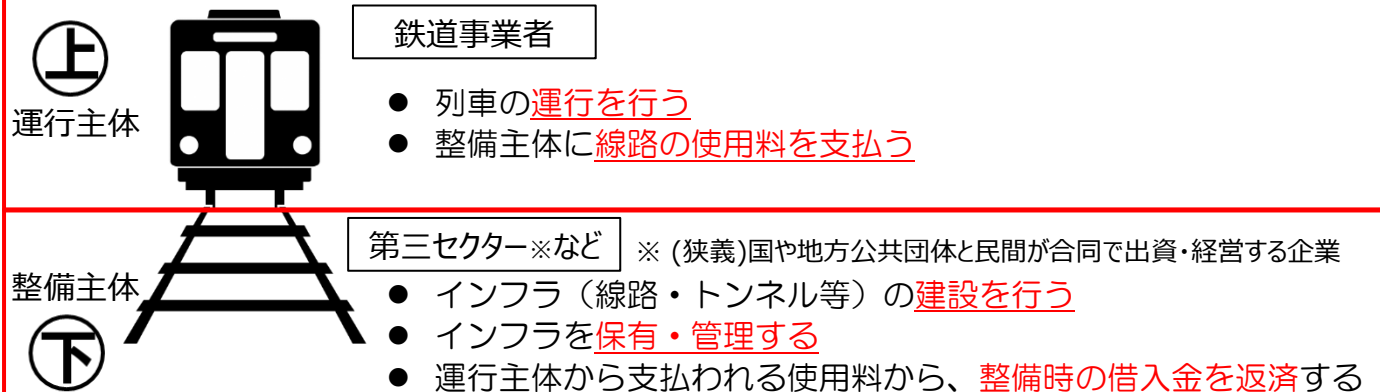 上
運行主体
鉄道事業者
● 列車の運行を行う
● 整備主体に線路の使用料を支払う
第三セクター※など ※ (狭義)国や地方公共団体と民間が合同で出資・経営する企業
整備主体
下
● インフラ（線路・トンネル等）の建設を行う
● インフラを保有・管理する
● 運行主体から支払われる使用料から、整備時の借入金を返済する